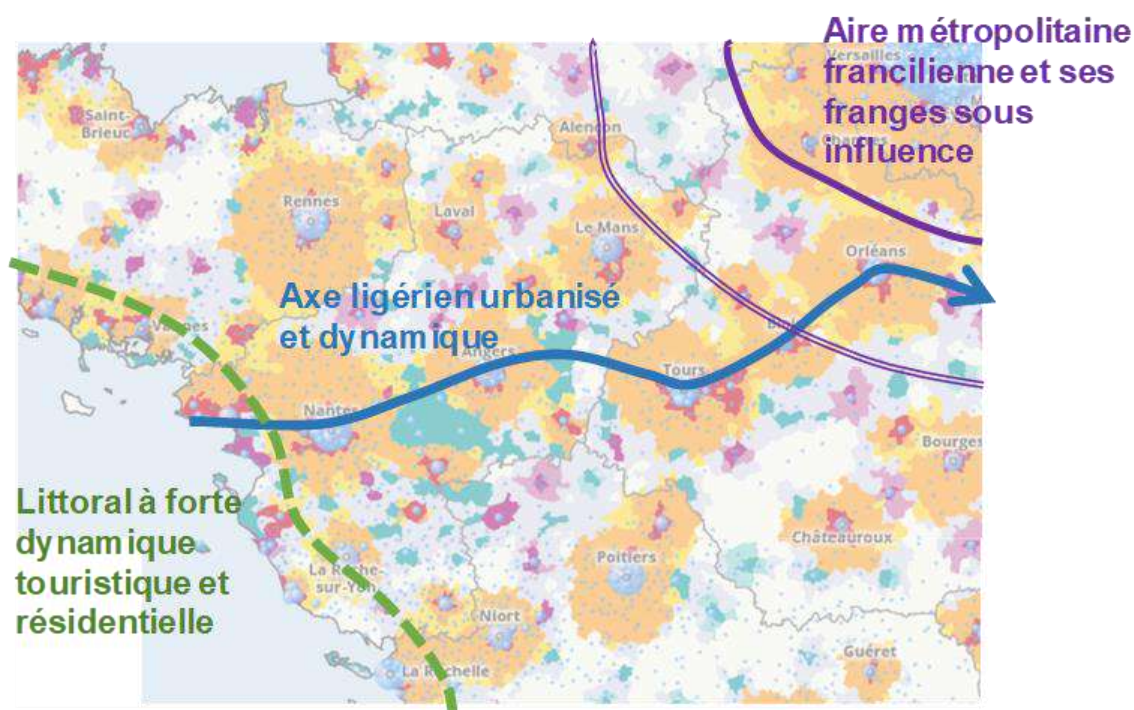 Aire métropolitaine
francilienne et ses
franges sous
influence
Versailles
Saint-
Brieuc
Alençon
Chartres
Rennes
Laval
Le Mans
Orléans
Axe ligérien urbanisé
et dynamique
Vannes
Blois
Angers
Tours
Nantes
Bourges
Littoral à forte
dynamique
touristique et
résidentielle
Châteauroux
La Roche-
sur-Yon
Poitiers
Niort
Guéret
La Rochelle